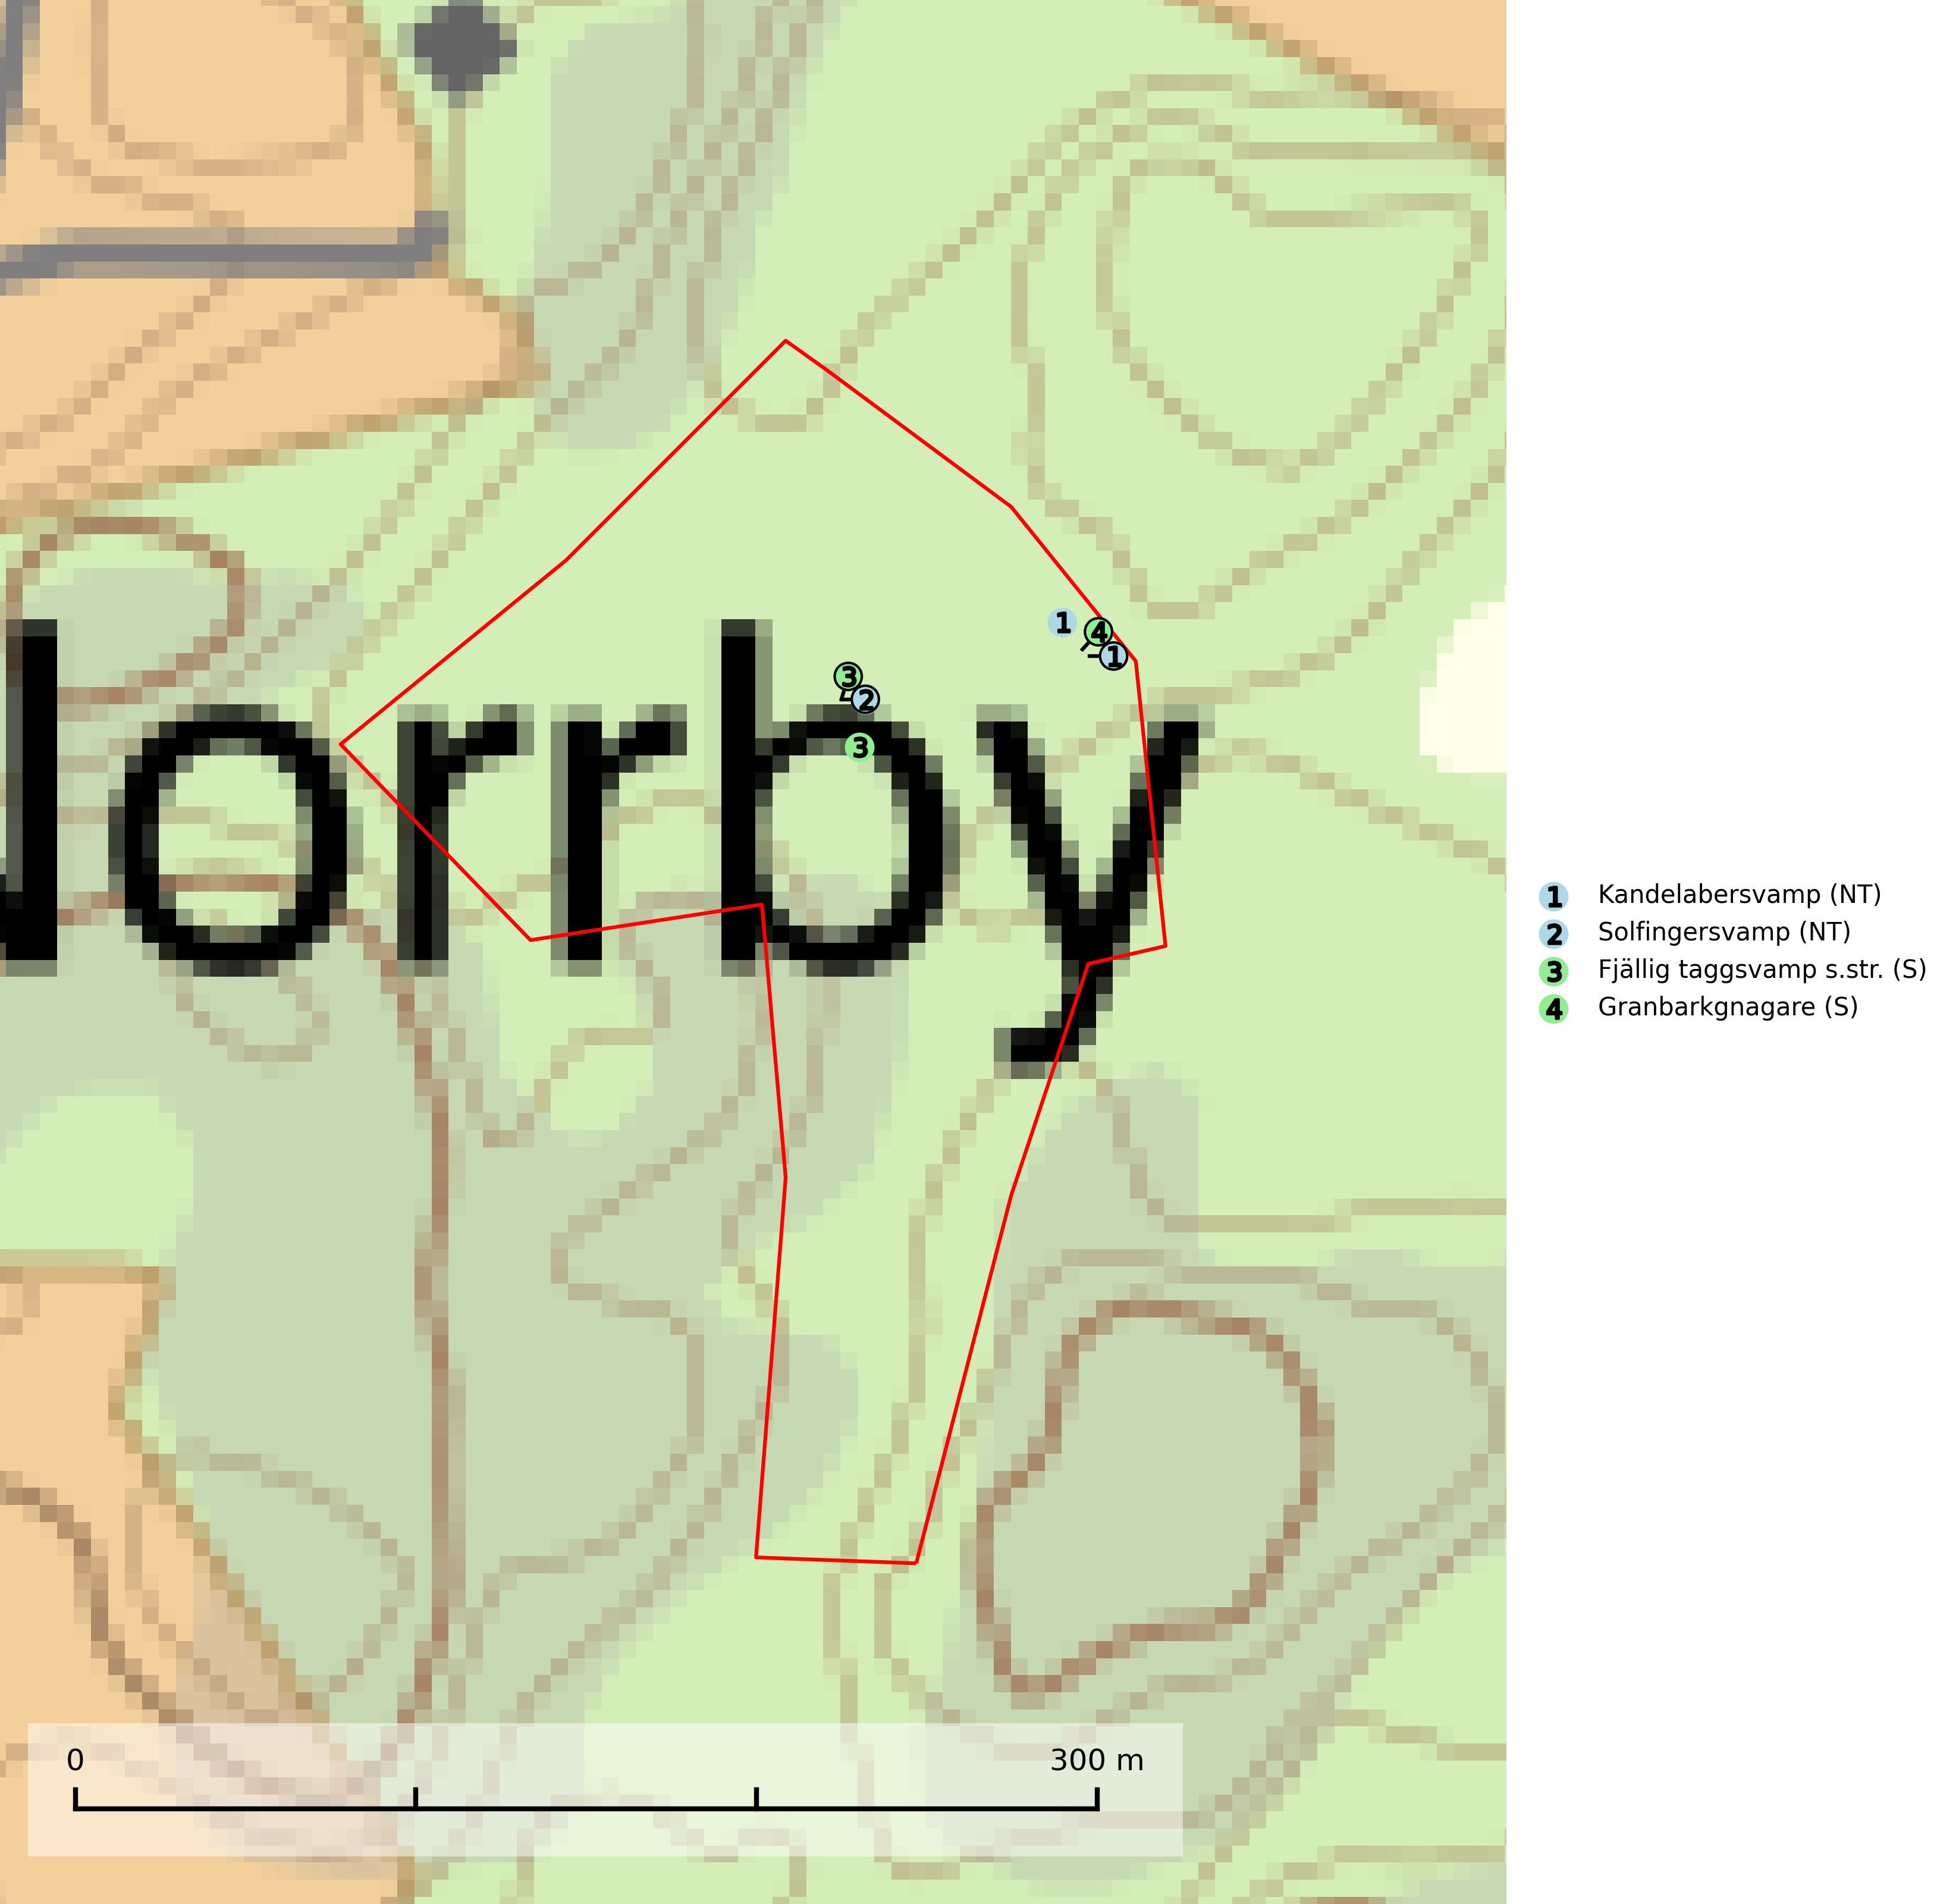 1
4
1
3
2
orrby
3
1 Kandelabersvamp (NT)
2 Solfingersvamp (NT)
3 Fjällig taggsvamp s.str. (S)
4 Granbarkgnagare (S)
0 300 m